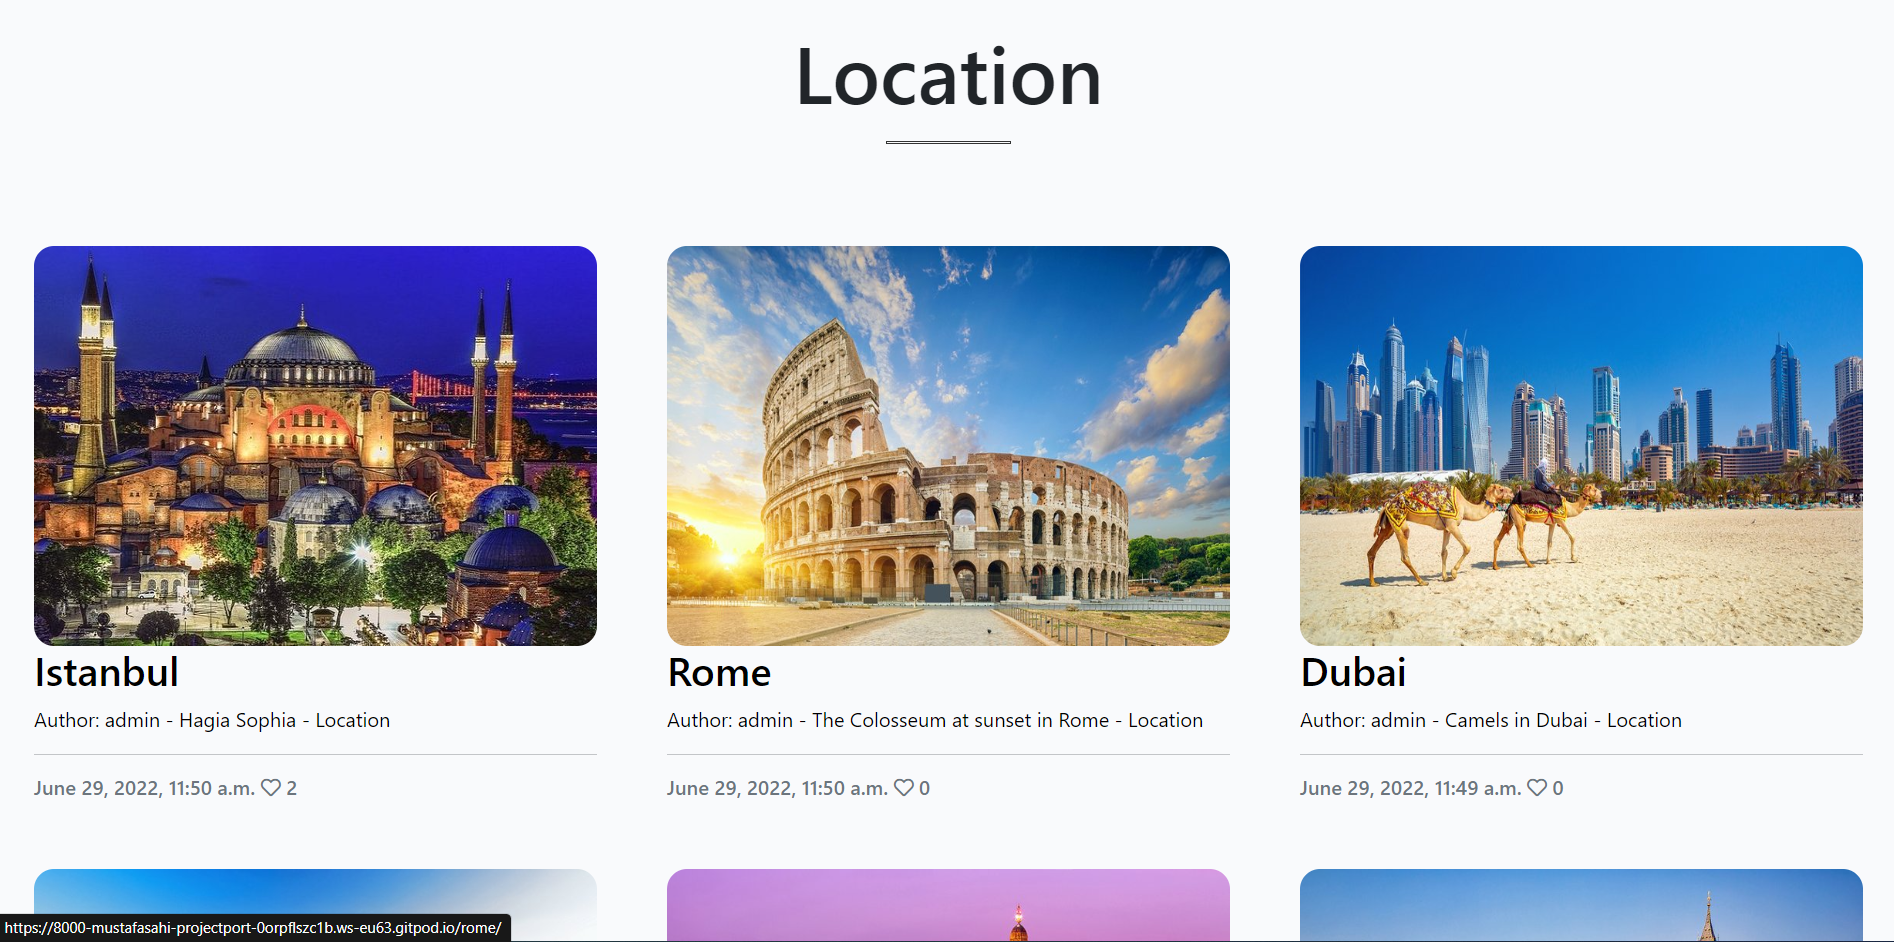 Location
Istanbul
Author: admin - Hagia Sophia - Location
June 29, 2022, 11:50 a.m. 2
Rome
Author: admin - The Colosseum at sunset in Rome - Location
June 29, 2022, 11:50 a.m. 0
Dubai
Author: admin - Camels in Dubai - Location
June 29, 2022, 11:49 a.m. 0
https://8000-mustafasahi-projectport-0orpflszc1b.ws-eu63.gitpod.io/rome/